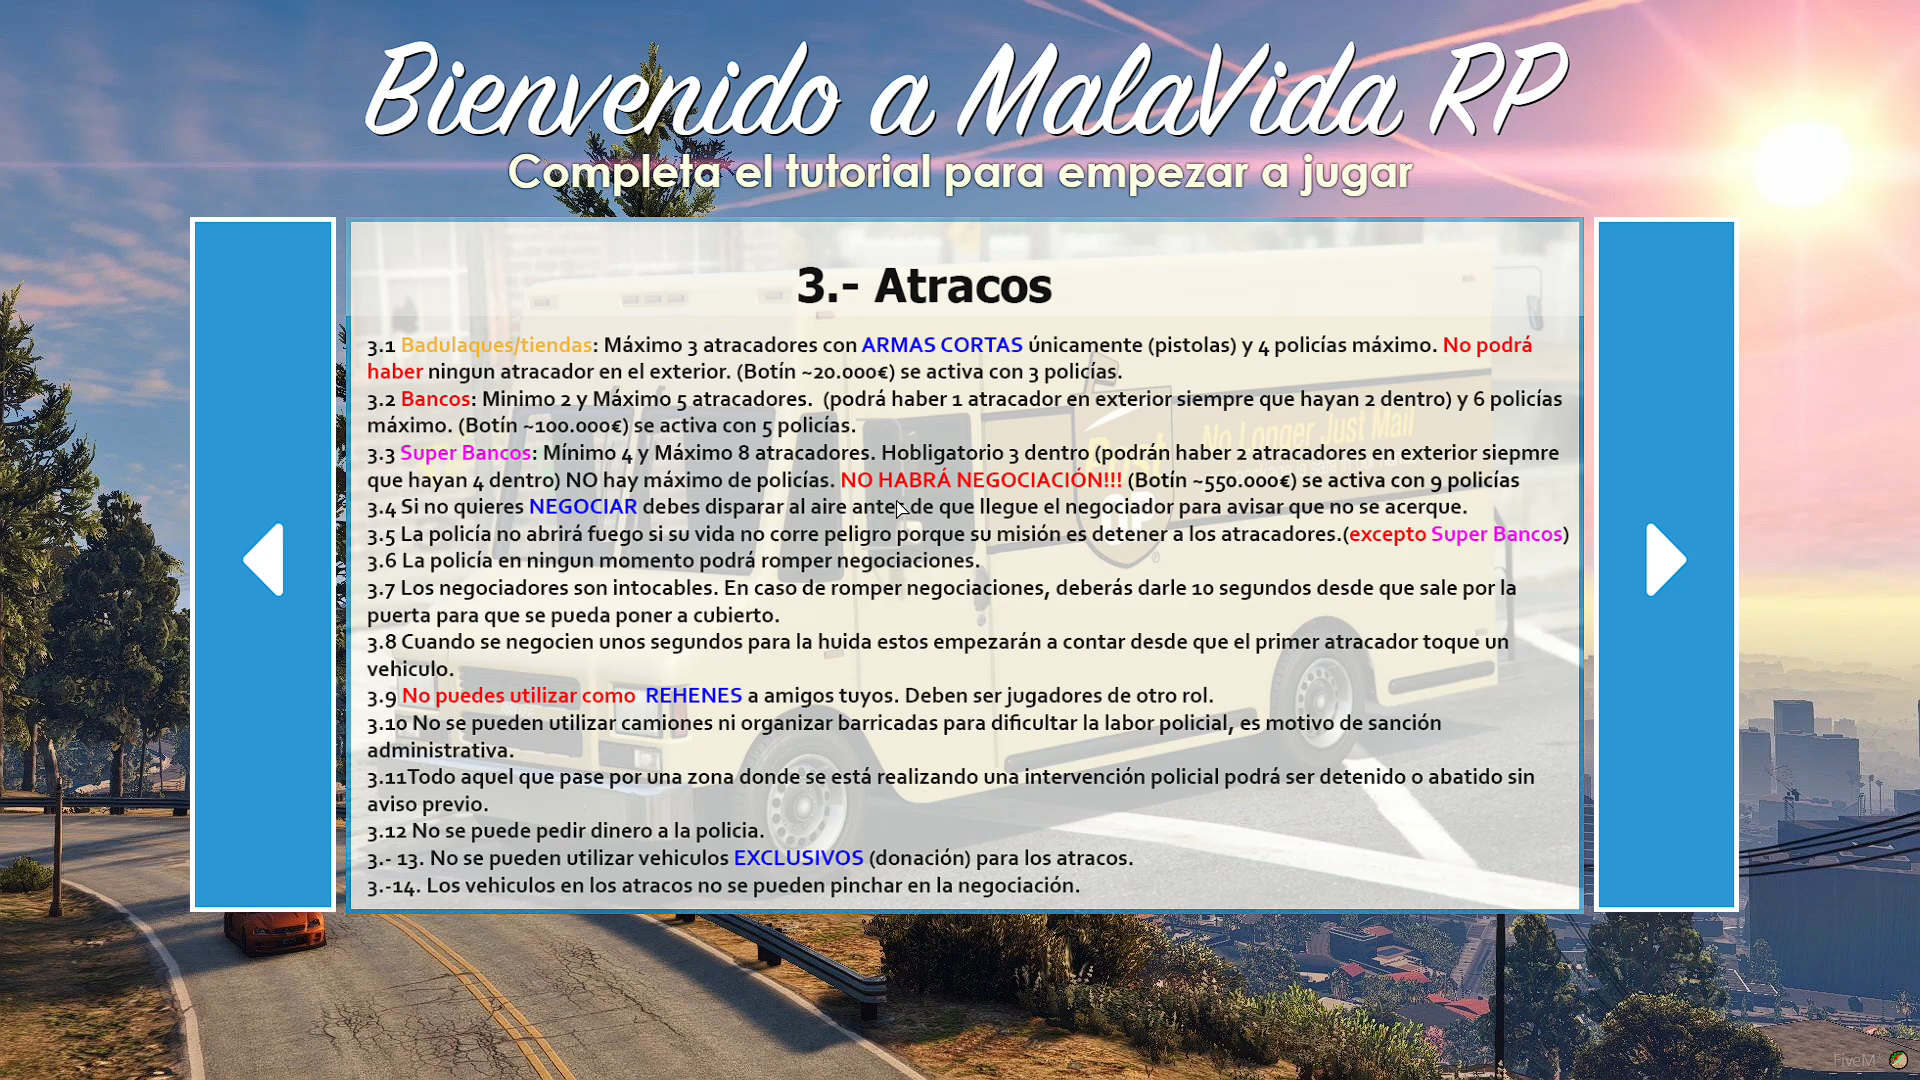 Bienvenido a MalaVida RP
Completa el tutorial para empezar a jugar
3.- Atracos
3.1 Badulaques/tiendas: Máximo 3 atracadores con ARMAS CORTAS únicamente (pistolas) y 4 policías máximo. No podrá
haber ningun atracador en el exterior. (Botín ~20.000€) se activa con 3 policías.
3.2 Bancos: Minimo 2 y Máximo 5 atracadores. (podrá haber 1 atracador en exterior siempre que hayan 2 dentro) y 6 policías
máximo. (Botín ~100.000€) se activa con 5 policías.
3.3 Super Bancos: Mínimo 4 y Máximo 8 atracadores. Hobligatorio 3 dentro (podrán haber 2 atracadores en exterior siepmre
que hayan 4 dentro) NO hay máximo de policías. NO HABRÁ NEGOCIACIÓN!!! (Botín ~550.000€) se activa con 9 policías
3.4 Si no quieres NEGOCIAR debes disparar al aire antes de que llegue el negociador para avisar que no se acerque.
3.5 La policía no abrirá fuego si su vida no corre peligro porque su misión es detener a los atracadores.(excepto Super Bancos)
3.6 La policía en ningun momento podrá romper negociaciones.
3.7 Los negociadores son intocables. En caso de romper negociaciones, deberás darle 10 segundos desde que sale por la
puerta para que se pueda poner a cubierto.
3.8 Cuando se negocien unos segundos para la huida estos empezarán a contar desde que el primer atracador toque un
vehiculo.
3.9 No puedes utilizar como REHENES a amigos tuyos. Deben ser jugadores de otro rol.
3.10 No se pueden utilizar camiones ni organizar barricadas para dificultar la labor policial, es motivo de sanción
administrativa.
3.11Todo aquel que pase por una zona donde se está realizando una intervención policial podrá ser detenido o abatido sin
aviso previo.
3.12 No se puede pedir dinero a la policia.
3.- 13. No se pueden utilizar vehiculos EXCLUSIVOS (donación) para los atracos.
3.-14. Los vehiculos en los atracos no se pueden pinchar en la negociación.
No Longer Just Mail
FiveM